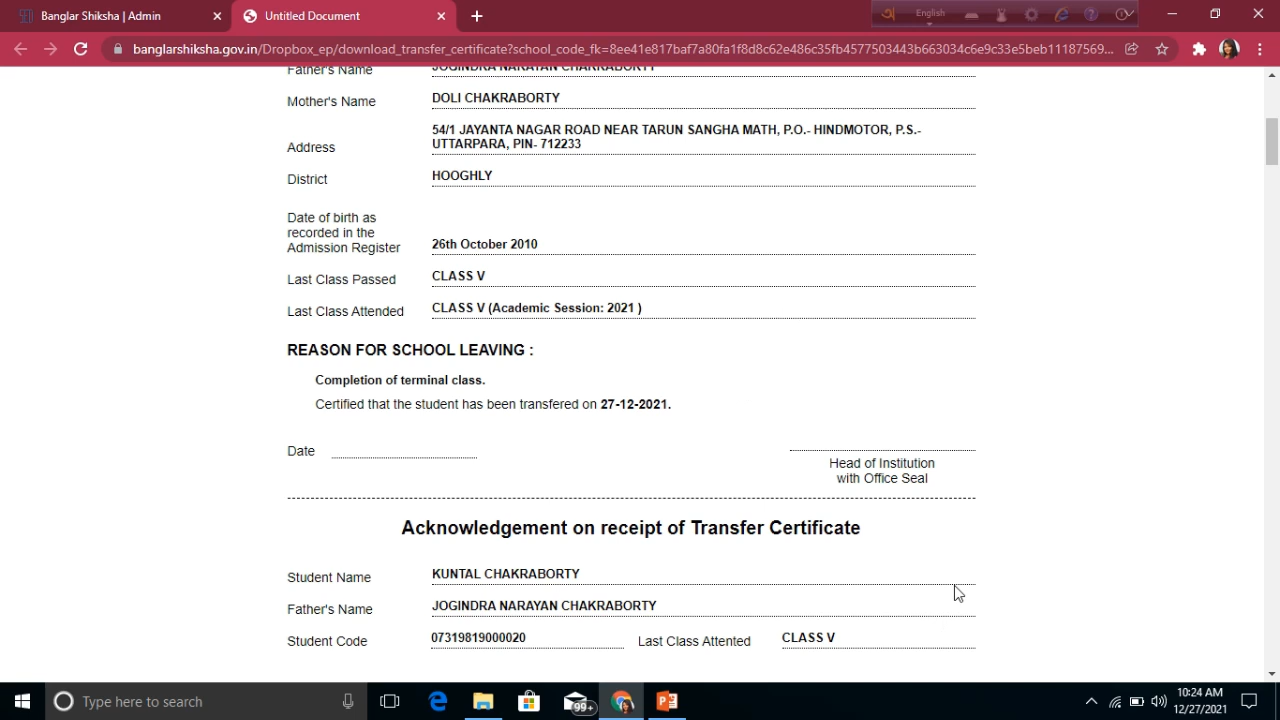 Banglar Shiksha | Admin
Untitled Document
English
banglarshiksha.gov.in/Dropbox_ep/download_transfer_certificate?school_code_fk=8ee41e817baf7a80fa1f8d8c62e486c35fb4577503443b663034c6e9c33e5beb11187569...
Father's Name JOGINDRA NARAYAN CHAKRABORTY
Mother's Name DOLI CHAKRABORTY
54/1 JAYANTA NAGAR ROAD NEAR TARUN SANGHA MATH, P.O.- HINDMOTOR, P.S.-
Address UTTARPARA, PIN- 712233
District HOOGHLY
Date of birth as
recorded in the
Admission Register 26th October 2010
Last Class Passed CLASS V
Last Class Attended CLASS V (Academic Session: 2021 )
REASON FOR SCHOOL LEAVING :
Completion of terminal class.
Certified that the student has been transfered on 27-12-2021.
Date
Head of Institution
with Office Seal
Acknowledgement on receipt of Transfer Certificate
Student Name KUNTAL CHAKRABORTY
Father's Name JOGINDRA NARAYAN CHAKRABORTY
Student Code 07319819000020 Last Class Attented CLASS V
Type here to search
99+
10:24 AM
12/27/2021